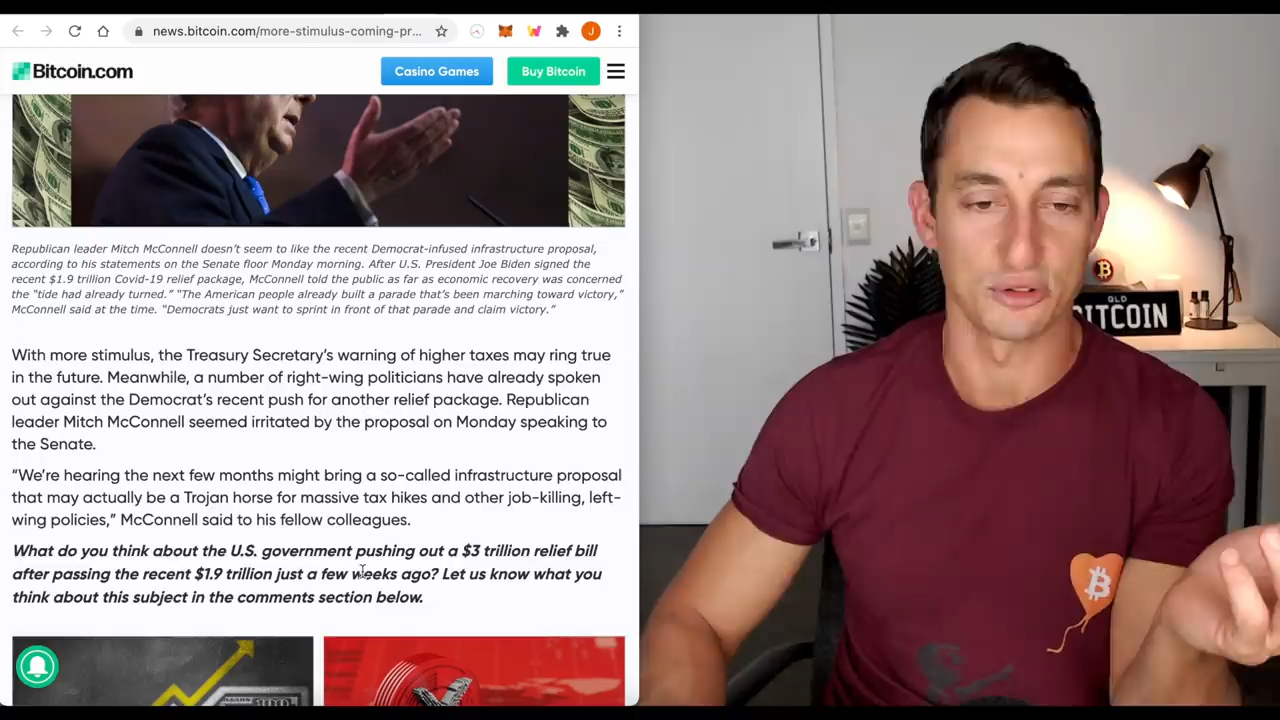 news.bitcoin.com/more-stimulus-coming-pr...
J
Bitcoin.com
Casino Games
Buy Bitcoin
Republican leader Mitch McConnell doesn't seem to like the recent Democrat-infused infrastructure proposal,
according to his statements on the Senate floor Monday morning. After U.S. President Joe Biden signed the
recent $1.9 trillion Covid-19 relief package, McConnell told the public as far as economic recovery was concerned
the “tide had already turned.” “The American people already built a parade that’s been marching toward victory,”
McConnell said at the time. “Democrats just want to sprint in front of that parade and claim victory.”
With more stimulus, the Treasury Secretary’s warning of higher taxes may ring true
in the future. Meanwhile, a number of right-wing politicians have already spoken
out against the Democrat’s recent push for another relief package. Republican
leader Mitch McConnell seemed irritated by the proposal on Monday speaking to
the Senate.
“We’re hearing the next few months might bring a so-called infrastructure proposal
that may actually be a Trojan horse for massive tax hikes and other job-killing, left-
wing policies,” McConnell said to his fellow colleagues.
What do you think about the U.S. government pushing out a $3 trillion relief bill
after passing the recent $1.9 trillion just a few weeks ago? Let us know what you
think about this subject in the comments section below.
QLD
BITCOIN